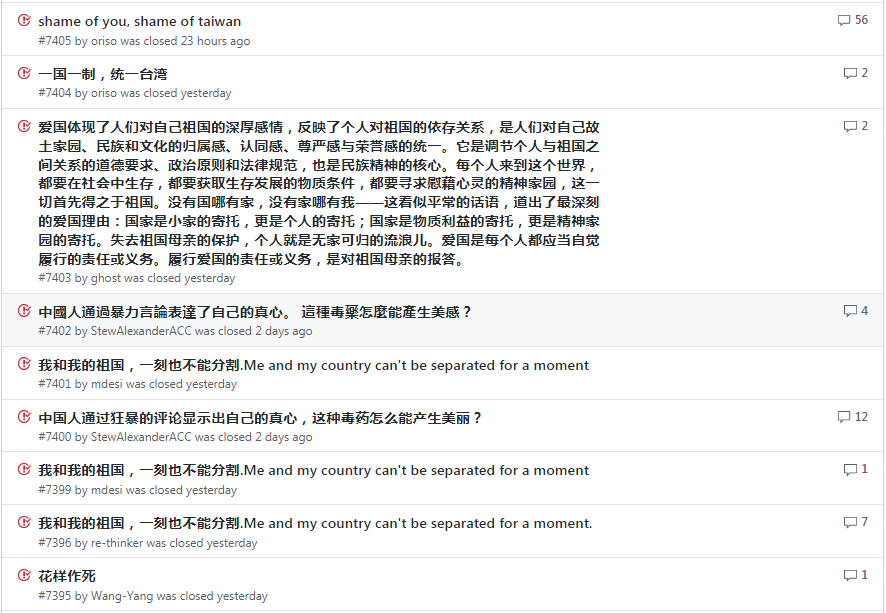 shame of you, shame of taiwan
56
#7405 by oriso was closed 23 hours ago
一国一制，统一台湾
2
#7404 by oriso was closed yesterday
爱国体现了人们对自己祖国的深厚感情，反映了个人对祖国的依存关系，是人们对自己故
2
土家园、民族和文化的归属感、认同感、尊严感与荣誉感的统一。它是调节个人与祖国之
间关系的道德要求、政治原则和法律规范，也是民族精神的核心。每个人来到这个世界，
都要在社会中生存，都要获取生存发展的物质条件，都要寻求慰藉心灵的精神家园，这一
切首先得之于祖国。没有国哪有家，没有家哪有我——这看似平常的话语，道出了最深刻
的爱国理由：国家是小家的寄托，更是个人的寄托；国家是物质利益的寄托，更是精神家
园的寄托。失去祖国母亲的保护，个人就是无家可归的流浪儿。爱国是每个人都应当自觉
履行的责任或义务。履行爱国的责任或义务，是对祖国母亲的报答。
#7403 by ghost was closed yesterday
中國人通過暴力言論表達了自己的真心。 這種毒藥怎麼能產生美感？
4
#7402 by StewAlexanderACC was closed 2 days ago
我和我的祖国，一刻也不能分割.Me and my country can't be separated for a moment
#7401 by mdesi was closed yesterday
中国人通过狂暴的评论显示出自己的真心，这种毒药怎么能产生美丽？
12
#7400 by StewAlexanderACC was closed 2 days ago
我和我的祖国，一刻也不能分割.Me and my country can't be separated for a moment
1
#7399 by mdesi was closed yesterday
我和我的祖国，一刻也不能分割.Me and my country can't be separated for a moment.
7
#7396 by re-thinker was closed yesterday
花样作死
1
#7395 by Wang-Yang was closed yesterday